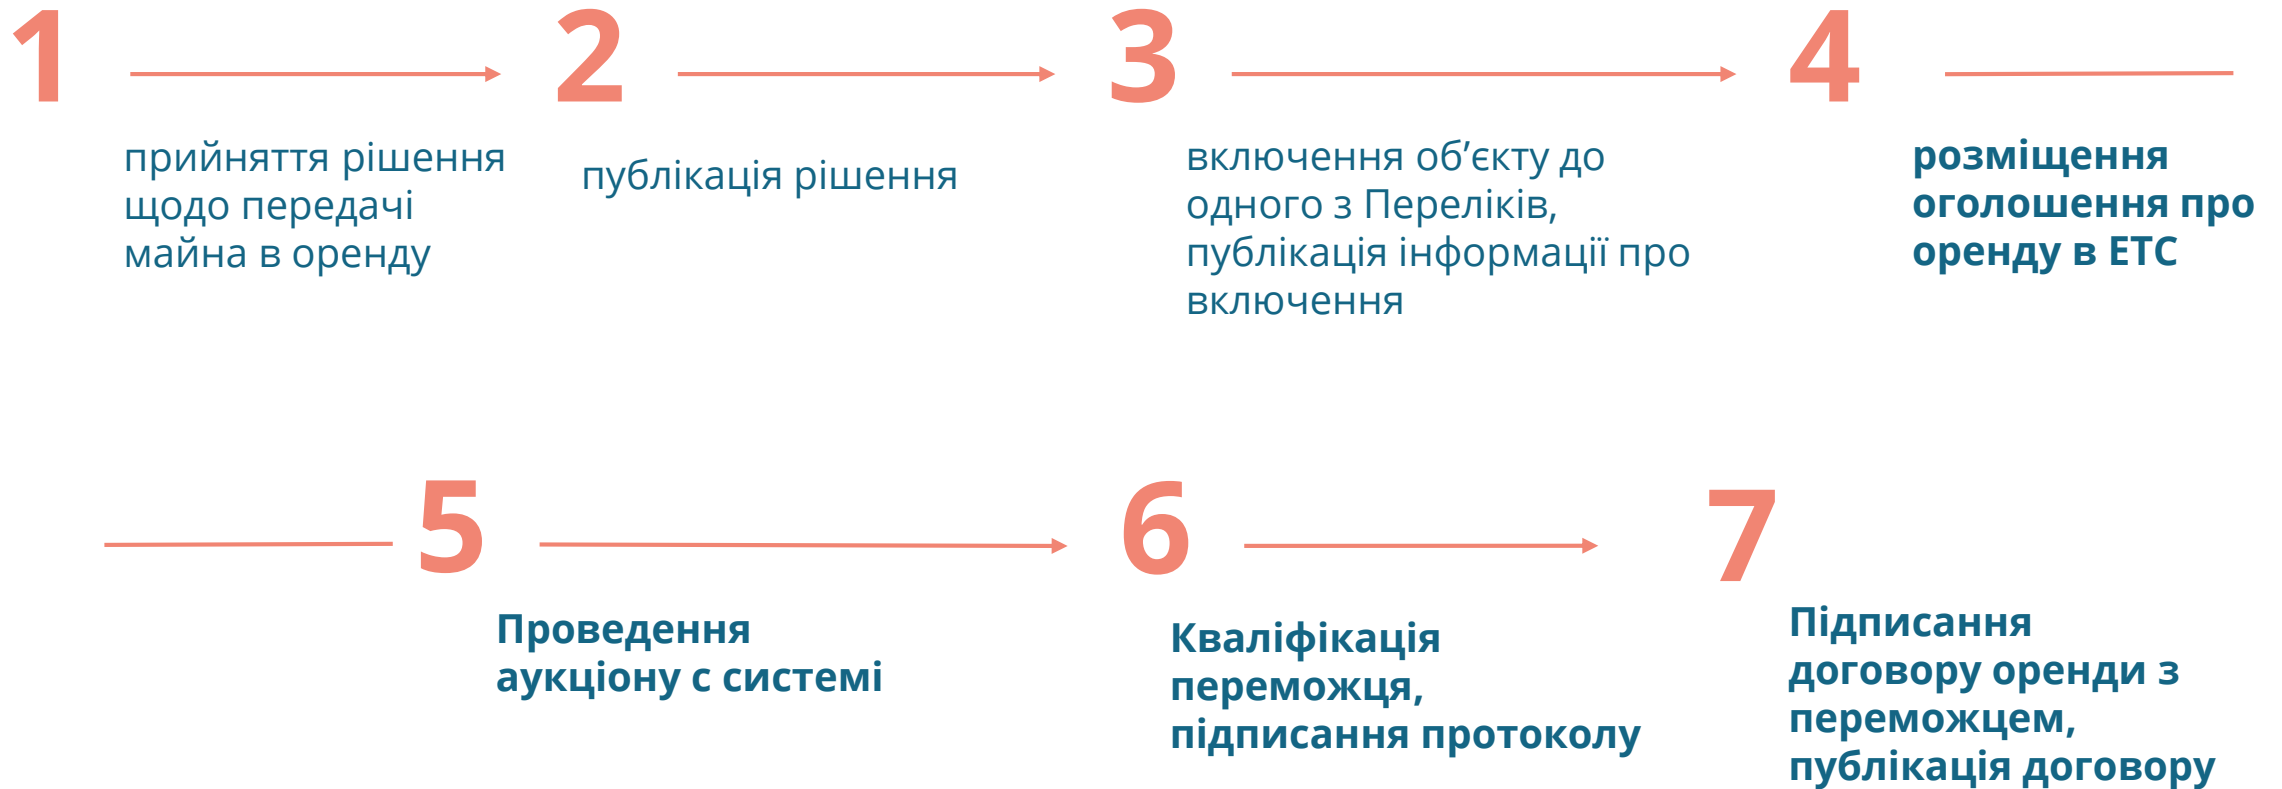 1
прийняття рішення
щодо передачі
майна в оренду
2
публікація рішення
3
включення об’єкту до
одного з Переліків,
публікація інформації про
включення
4
розміщення
оголошення про
оренду в ЕТС
5
Проведення
аукціону с системі
6
Кваліфікація
переможця,
підписання протоколу
7
Підписання
договору оренди з
переможцем,
публікація договору